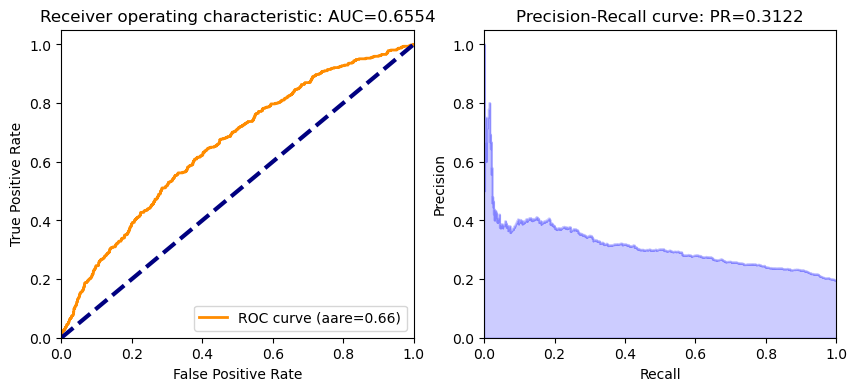 Receiver operating characteristic: AUC=0.6554
True Positive Rate
1.0
0.8
0.6
0.4
0.2
0.0
0.0 0.2 0.4 0.6 0.8 1.0
False Positive Rate
ROC curve (aare=0.66)
Precision-Recall curve: PR=0.3122
Precision
1.0
0.8
0.6
0.4
0.2
0.0
0.0 0.2 0.4 0.6 0.8 1.0
Recall